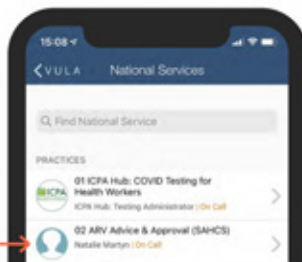 15:08
VULA National Services
Find National Service
PRACTICES
ICPA
01 ICPA Hub: COVID Testing for
Health Workers
ICPA Hub: Testing Administrator | On Call
02 ARV Advice & Approval (SAHCS)
Natalie Martyn | On Call